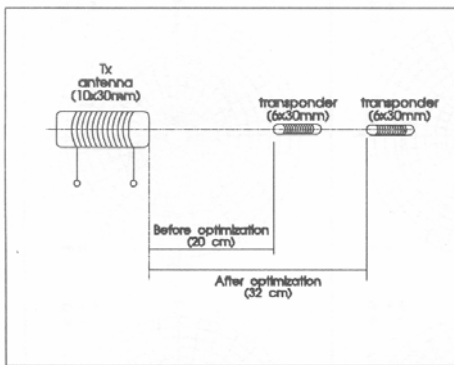 Tx
antenna
(10x30mm)
transponder
(6x30mm)
transponder
(6x30mm)
Before optimization
(20 cm)
After optimization
(32 cm)